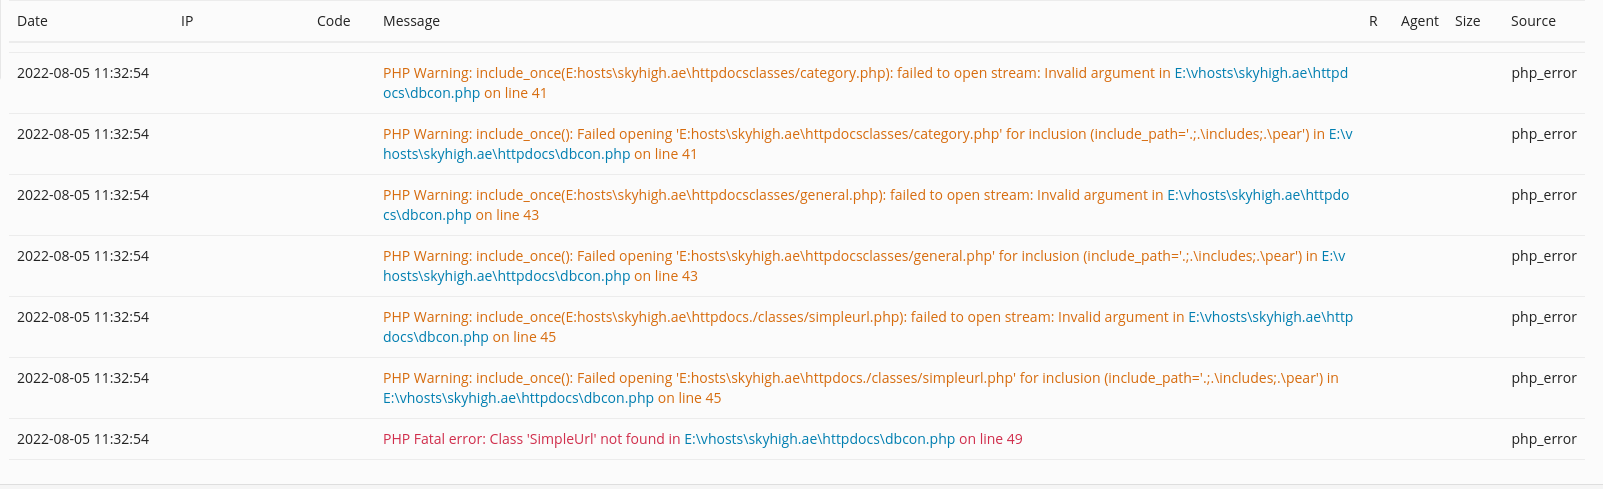 Date IP Code Message R Agent Size Source
2022-08-05 11:32:54 PHP Warning: include_once(E:hosts\skyhigh.ae\httpdocsclasses/category.php): failed to open stream: Invalid argument in E:\vhosts\skyhigh.ae\httpd php_error
ocs\dbcon.php on line 41
2022-08-05 11:32:54 PHP Warning: include_once(): Failed opening 'E:hosts\skyhigh.ae\httpdocsclasses/category.php' for inclusion (include_path='.;.\includes;.\pear') in E:\v php_error
hosts\skyhigh.ae\httpdocs\dbcon.php on line 41
2022-08-05 11:32:54 PHP Warning: include_once(E:hosts\skyhigh.ae\httpdocsclasses/general.php): failed to open stream: Invalid argument in E:\vhosts\skyhigh.ae\httpdo php_error
cs\dbcon.php on line 43
2022-08-05 11:32:54 PHP Warning: include_once(): Failed opening 'E:hosts\skyhigh.ae\httpdocsclasses/general.php' for inclusion (include_path='.;.\includes;.\pear') in E:\v php_error
hosts\skyhigh.ae\httpdocs\dbcon.php on line 43
2022-08-05 11:32:54 PHP Warning: include_once(E:hosts\skyhigh.ae\httpdocs./classes/simpleurl.php): failed to open stream: Invalid argument in E:\vhosts\skyhigh.ae\http php_error
docs\dbcon.php on line 45
2022-08-05 11:32:54 PHP Warning: include_once(): Failed opening 'E:hosts\skyhigh.ae\httpdocs./classes/simpleurl.php' for inclusion (include_path='.;.\includes;.\pear') in php_error
E:\vhosts\skyhigh.ae\httpdocs\dbcon.php on line 45
2022-08-05 11:32:54 PHP Fatal error: Class 'SimpleUrl' not found in E:\vhosts\skyhigh.ae\httpdocs\dbcon.php on line 49 php_error